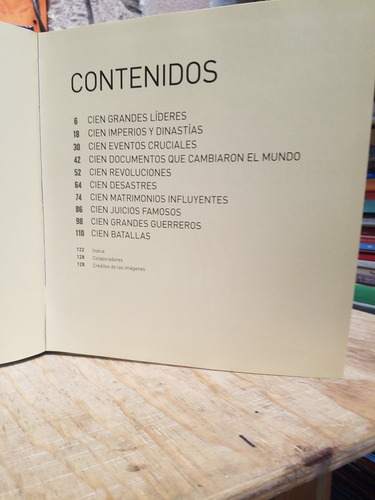 CONTENIDOS
6 CIEN GRANDES LÍDERES
18 CIEN IMPERIOS Y DINASTÍAS
30 CIEN EVENTOS CRUCIALES
42 CIEN DOCUMENTOS QUE CAMBIARON EL MUNDO
52 CIEN REVOLUCIONES
64 CIEN DESASTRES
74 CIEN MATRIMONIOS INFLUYENTES
86 CIEN JUICIOS FAMOSOS
98 CIEN GRANDES GUERREROS
110 CIEN BATALLAS
122 Índice
126 Colaboradores
128 Créditos de las imágenes